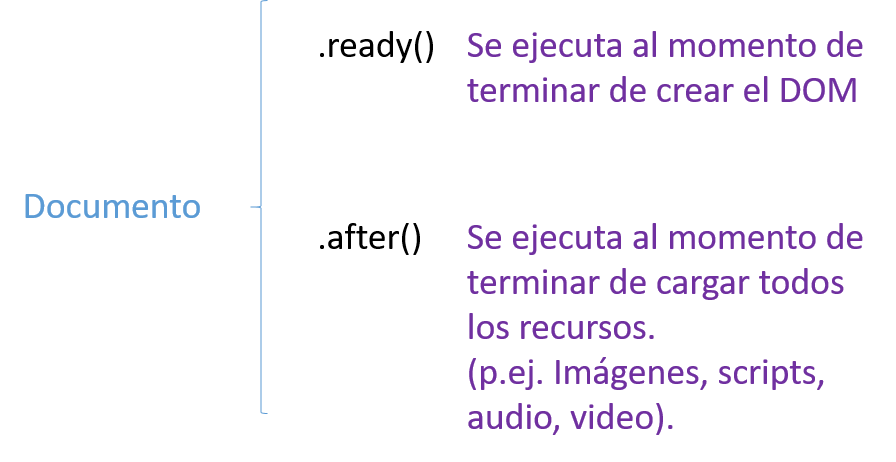 Documento
.ready()
Se ejecuta al momento de
terminar de crear el DOM
.after()
Se ejecuta al momento de
terminar de cargar todos
los recursos.
(p.ej. Imágenes, scripts,
audio, video).